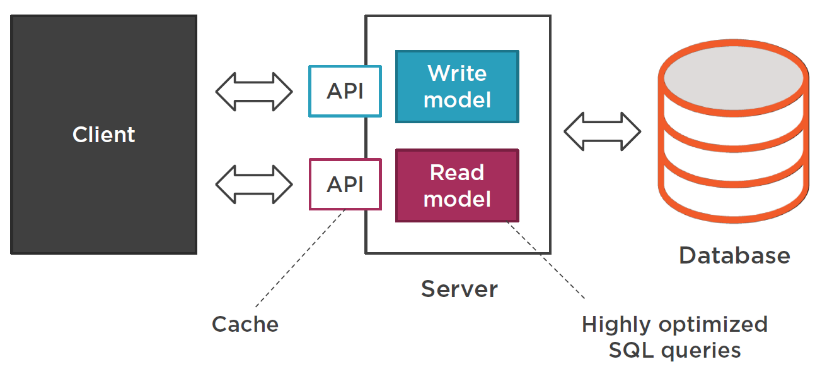 Client
API
Write
model
API
Read
model
Database
Server
Cache
Highly optimized
SQL queries